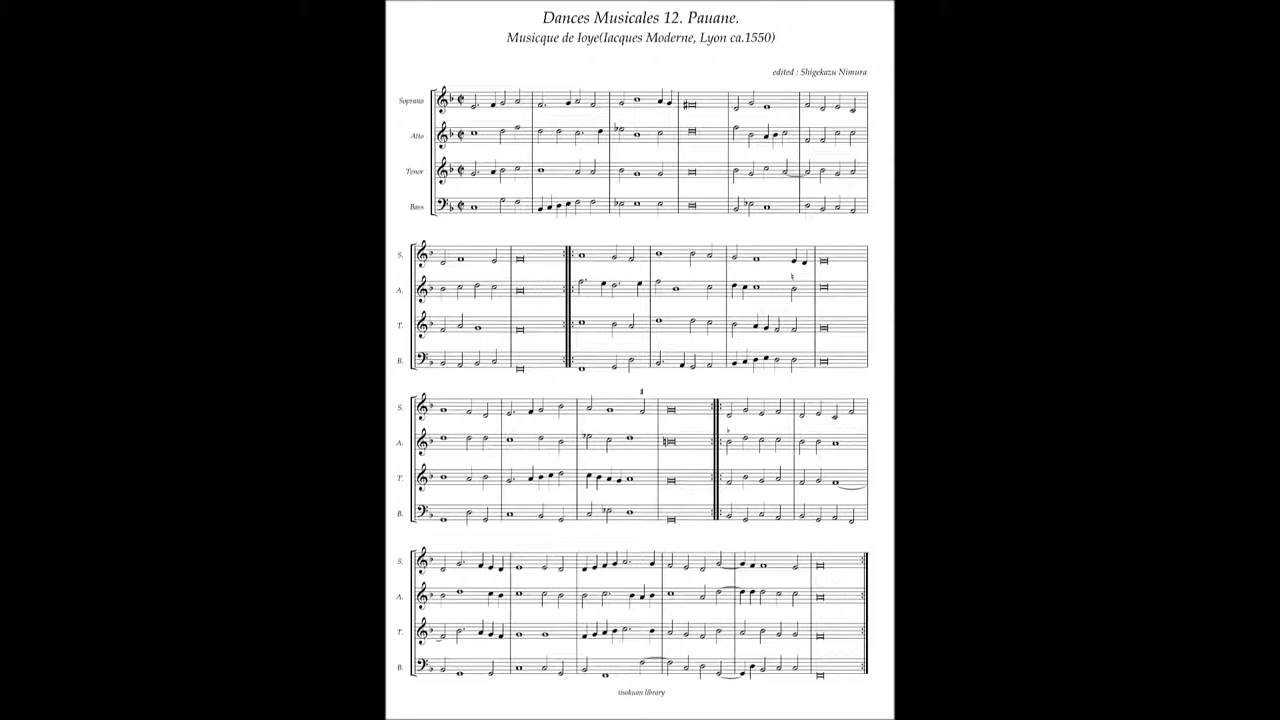 Dances Musicales 12. Pauane.
Musicque de Ioye(Iacques Moderne, Lyon ca.1550)
edited : Shigekazu Nimura
Soprano
Alto
Tenor
Bass
S.
A.
T.
B.
S.
A.
T.
B.
S.
A.
T.
B.
sisokuan library